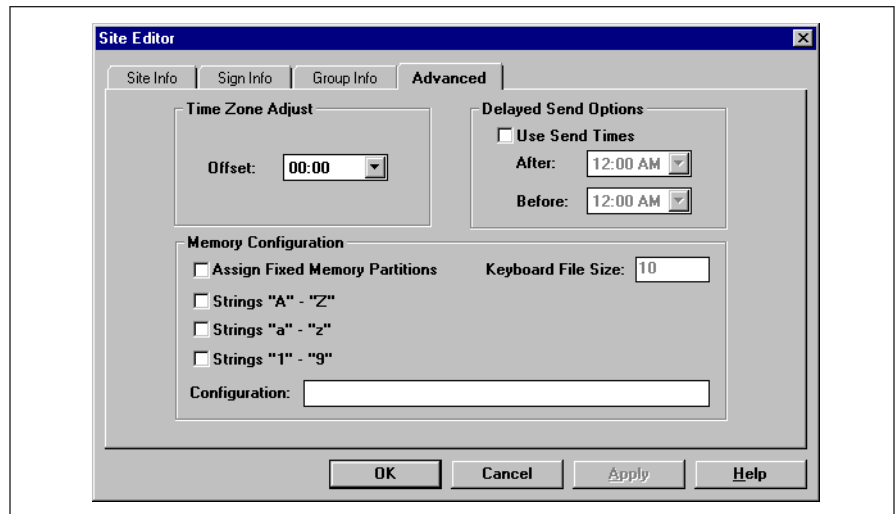 Site Editor
Site Info
Sign Info
Group Info
Advanced
Time Zone Adjust
Offset: 00:00
Delayed Send Options
Use Send Times
After: 12:00 AM
Before: 12:00 AM
Memory Configuration
Assign Fixed Memory Partitions
Keyboard File Size: 10
Strings "A" - "Z"
Strings "a" - "z"
Strings "1" - "9"
Configuration:
OK
Cancel
Apply
Help